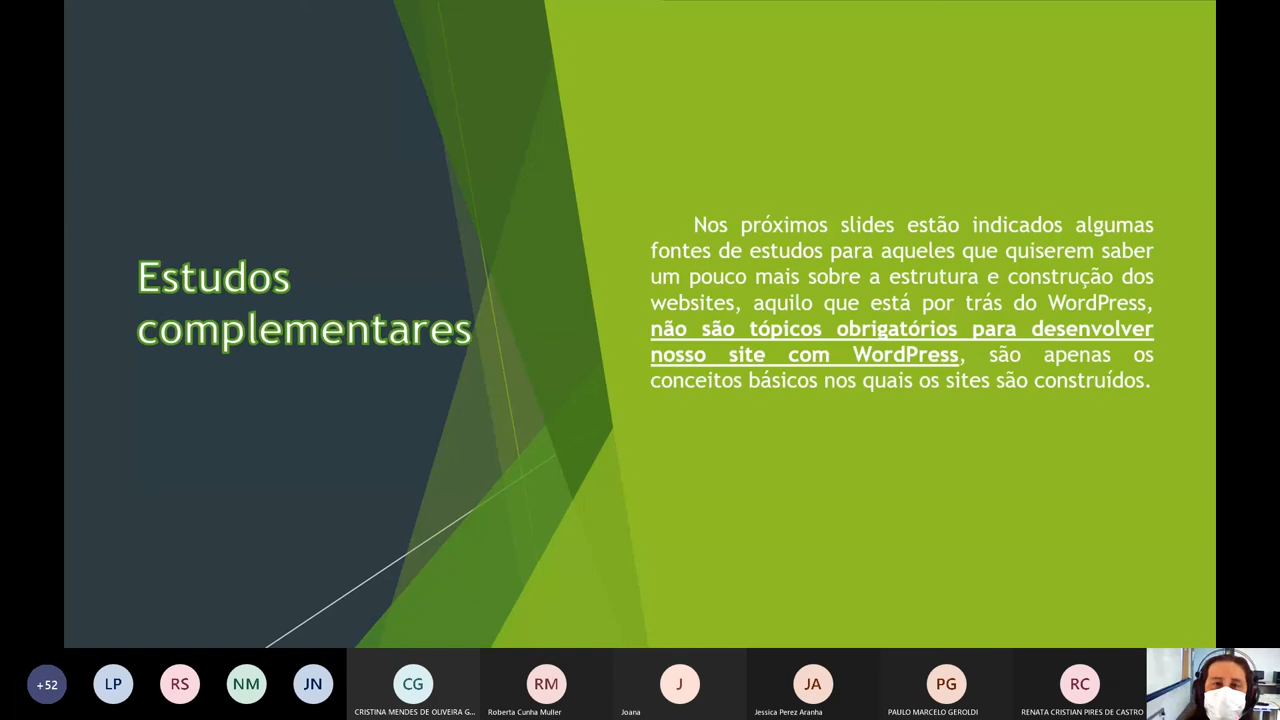 Estudos
complementares
Nos próximos slides estão indicados algumas
fontes de estudos para aqueles que quiserem saber
um pouco mais sobre a estrutura e construção dos
websites, aquilo que está por trás do WordPress,
não são tópicos obrigatórios para desenvolver
nosso site com WordPress, são apenas os
conceitos básicos nos quais os sites são construídos.
+52
LP
RS
NM
JN
CG
RM
J
JA
PG
RC
CRISTINA MENDES DE OLIVEIRA G...
Roberta Cunha Muller
Joana
Jessica Perez Aranha
PAULO MARCELO GEROLDI
RENATA CRISTIAN PIRES DE CASTRO